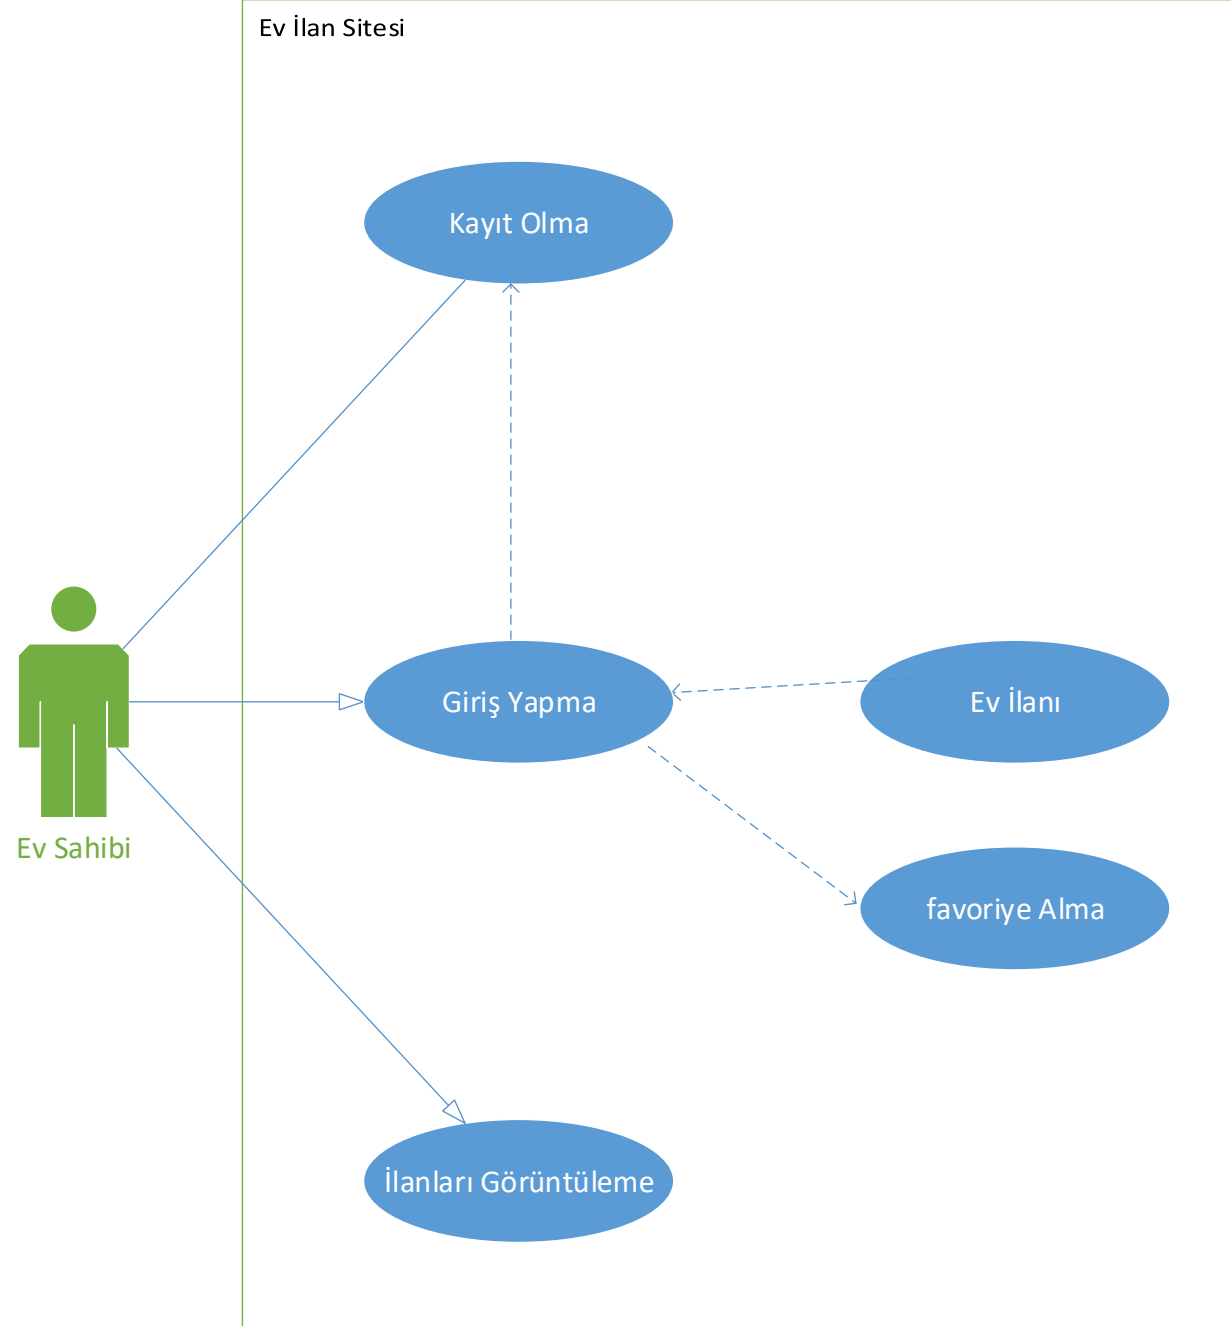 Ev İlan Sitesi
Kayıt Olma
Giriş Yapma
Ev İlanı
Ev Sahibi
favoriye Alma
İlanları Görüntüleme